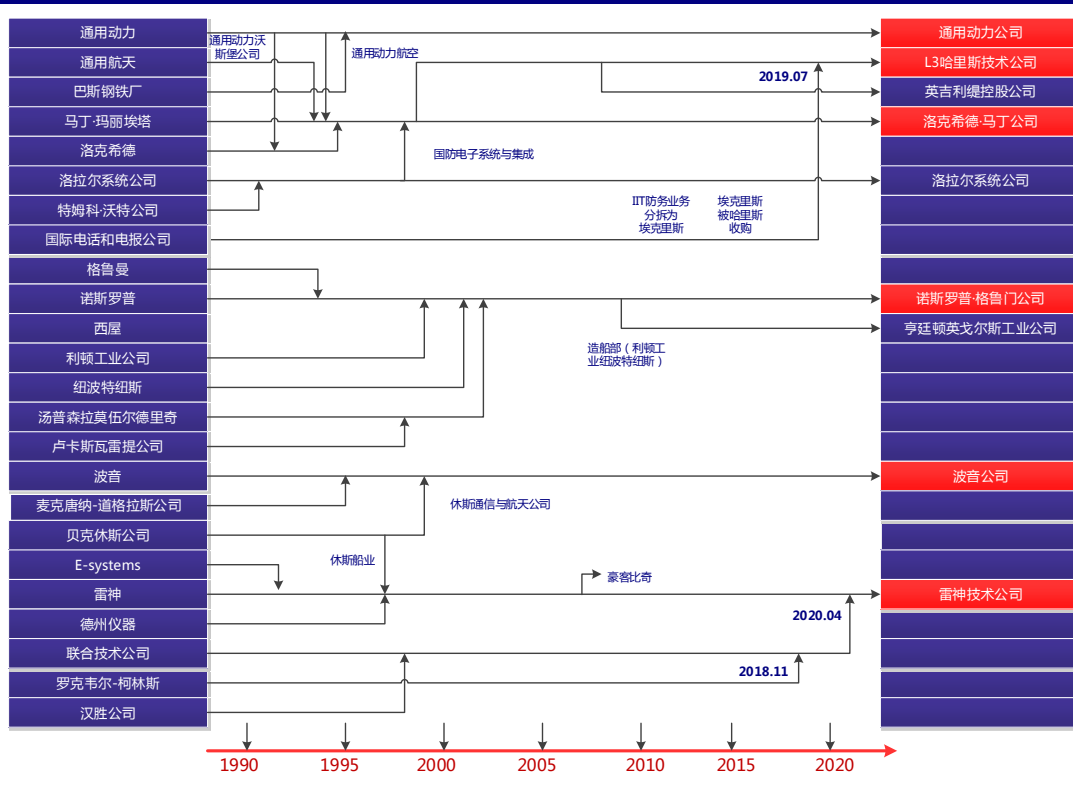 通用动力
通用航天
巴斯钢铁厂
马丁·玛丽埃塔
洛克希德
洛拉尔系统公司
特姆科·沃特公司
国际电话和电报公司
格鲁曼
诺斯罗普
西屋
利顿工业公司
纽波特纽斯
汤普森拉莫伍尔德里奇
卢卡斯瓦雷提公司
波音
麦克唐纳-道格拉斯公司
贝克休斯公司
E-systems
雷神
德州仪器
联合技术公司
罗克韦尔-柯林斯
汉胜公司
通用动力沃
斯堡公司
通用动力航空
国防电子系统与集成
IIT防务业务
分拆为
埃克里斯
埃克里斯
被哈里斯
收购
2019.07
造船部（利顿工
业纽波特纽斯）
休斯通信与航天公司
休斯船业
豪客比奇
2020.04
2018.11
通用动力公司
L3哈里斯技术公司
英吉利缇控股公司
洛克希德·马丁公司
洛拉尔系统公司
诺斯罗普·格鲁门公司
亨廷顿英戈尔斯工业公司
波音公司
雷神技术公司
1990
1995
2000
2005
2010
2015
2020